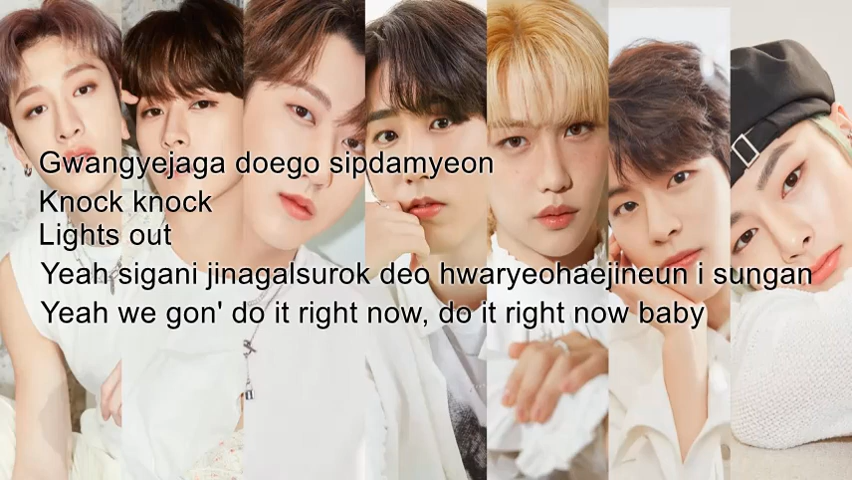 Gwangyejaga doego sipdamyeon
Knock knock
Lights out
Yeah sigani jinagalsurok deo hwaryeohaejineun i sungan
Yeah we gon' do it right now, do it right now baby